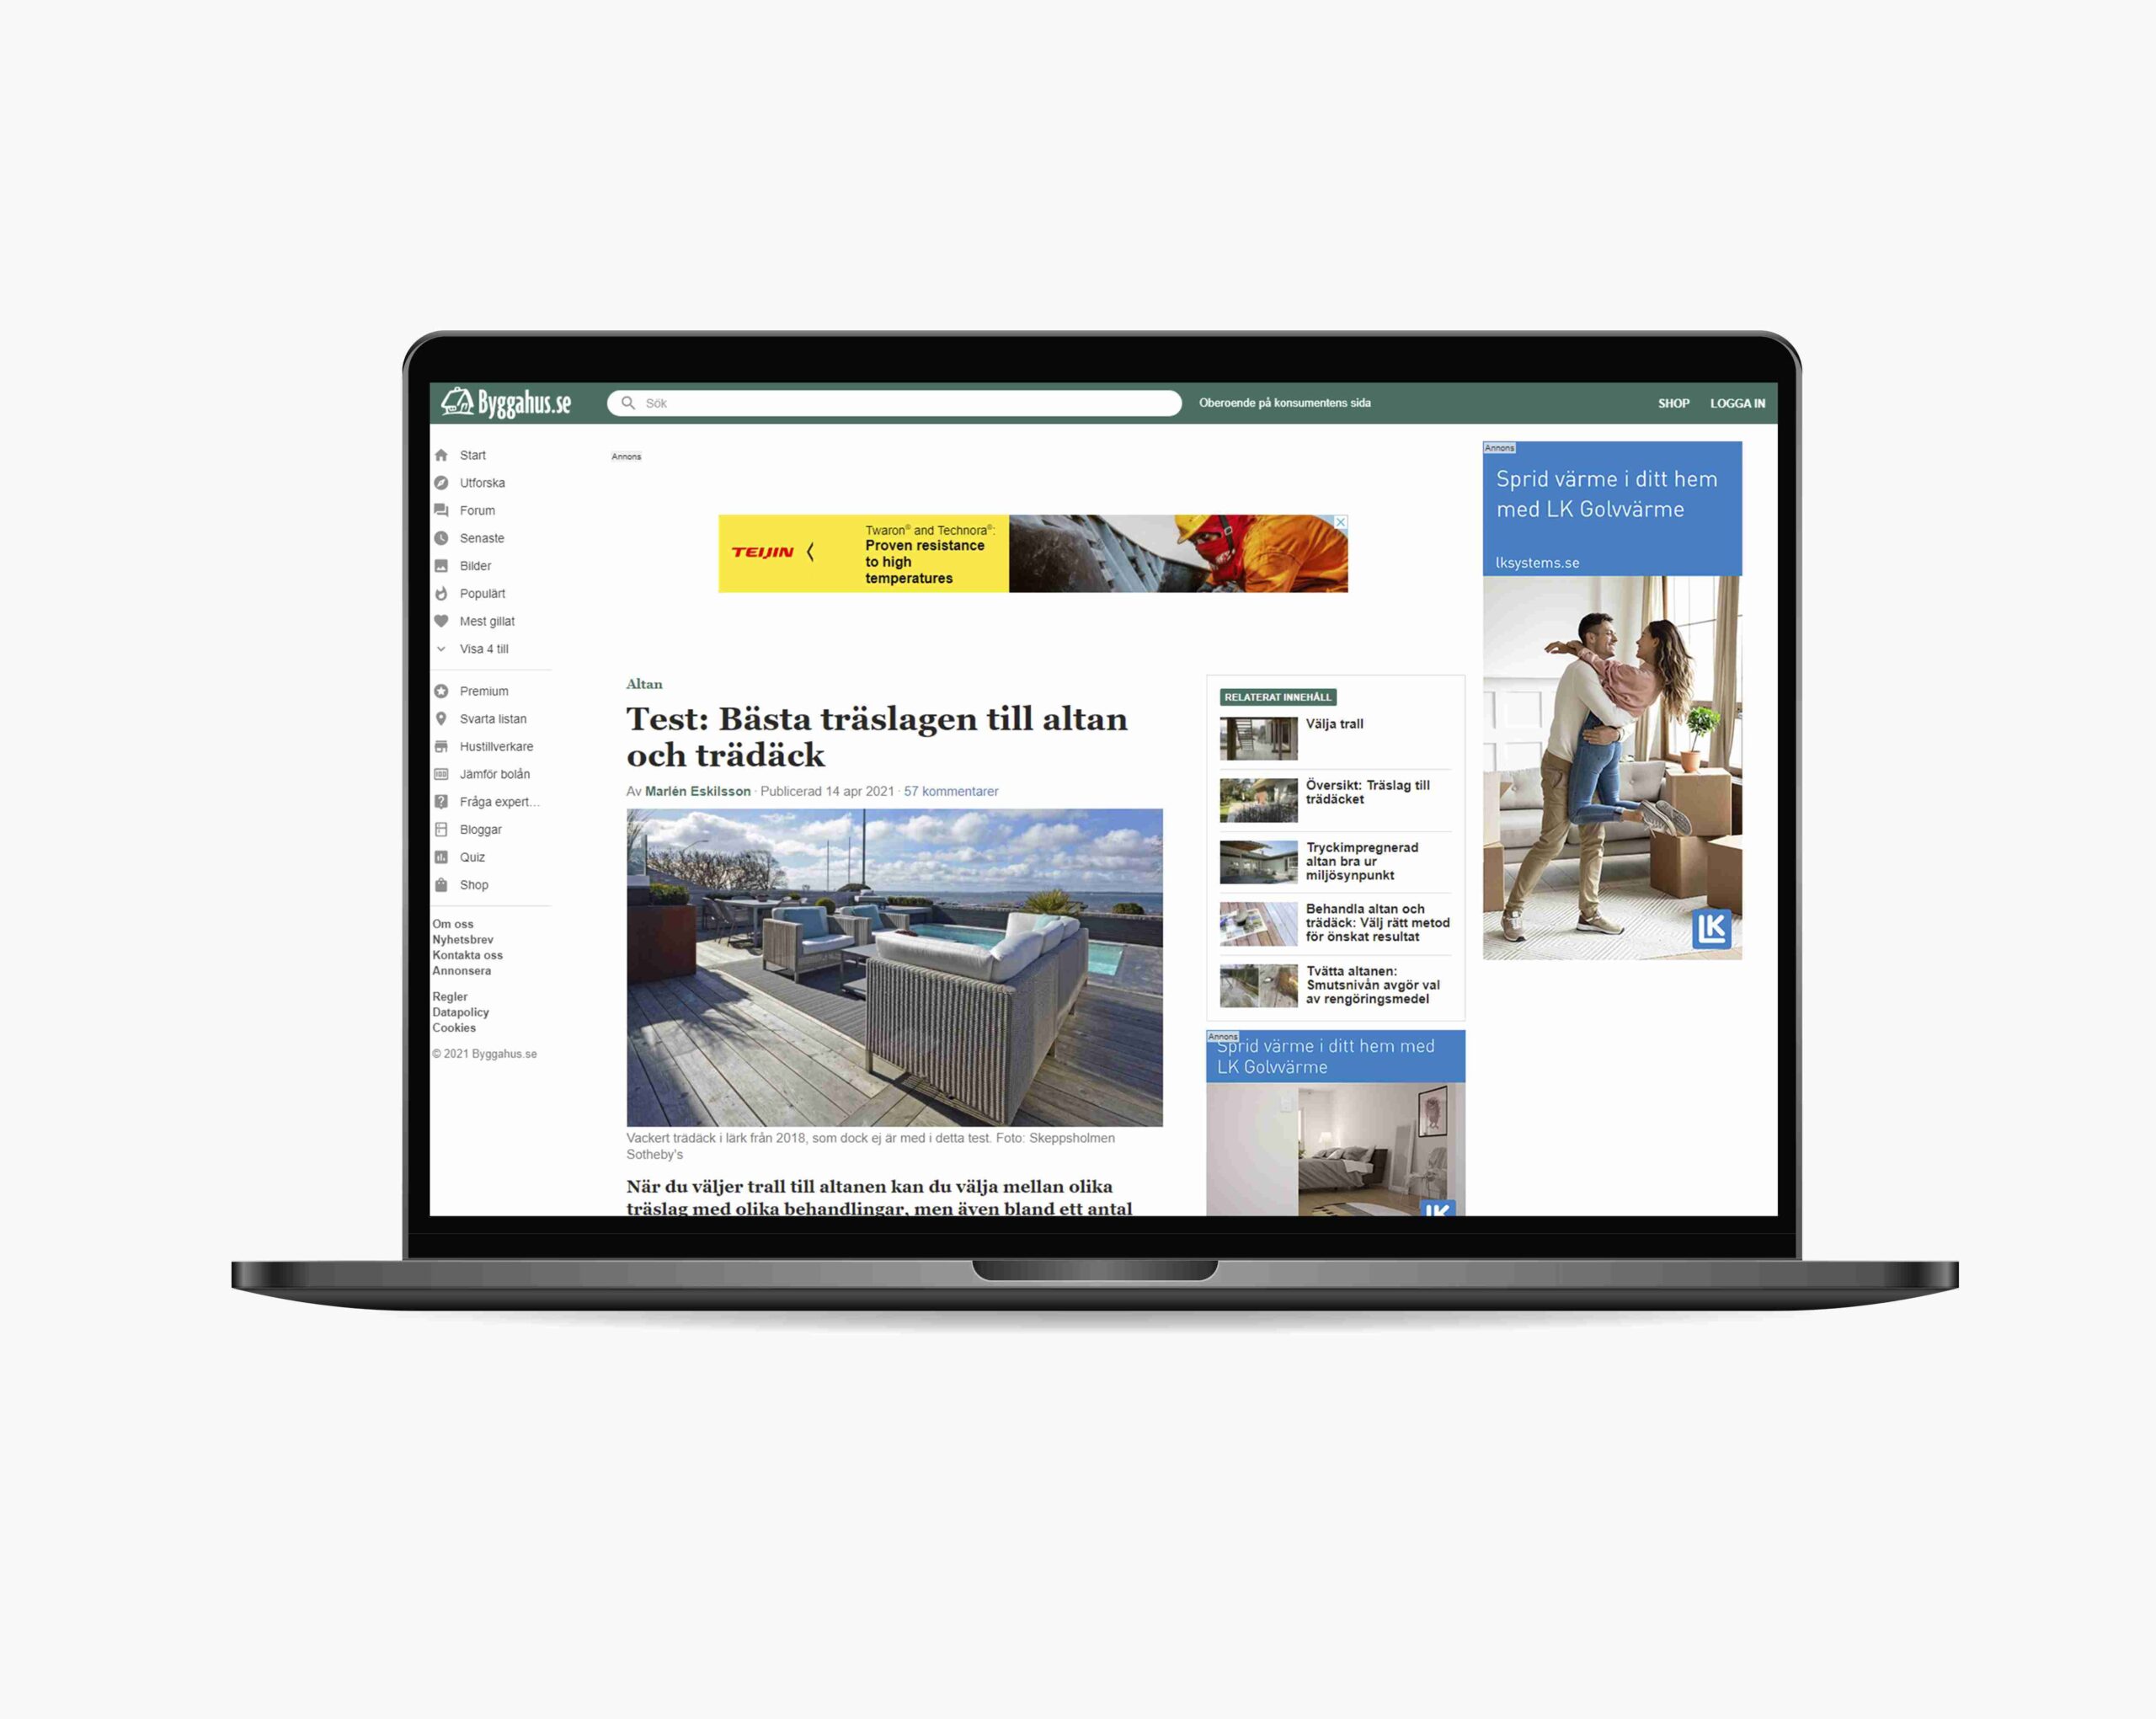 Byggahus.se
Sök
Oberoende på konsumentens sida
SHOP
LOGGA IN
Start
Utforska
Forum
Senaste
Bilder
Populärt
Mest gillat
Visa 4 till
Premium
Svarta listan
Hustillverkare
Jämför bolån
Fråga expert...
Bloggar
Quiz
Shop
Om oss
Nyhetsbrev
Kontakta oss
Annonsera
Regler
Datapolicy
Cookies
© 2021 Byggahus.se
Annons
TEIJIN
Twaron® and Technora®:
Proven resistance
to high
temperatures
Altan
Test: Bästa träslagen till altan
och trädäck
Av Marlén Eskilsson · Publicerad 14 apr 2021 · 57 kommentarer
Vackert trädäck i lärk från 2018, som dock ej är med i detta test. Foto: Skeppsholmen
Sotheby's
När du väljer trall till altanen kan du välja mellan olika
träslag med olika behandlingar, men även bland ett antal
RELATERAT INNEHÅLL
Välja trall
Översikt: Träslag till
trädäcket
Tryckimpregnerad
altan bra ur
miljösynpunkt
Behandla altan och
trädäck: Välj rätt metod
för önskat resultat
Tvätta altanen:
Smutsnivån avgör val
av rengöringsmedel
Annons
Sprid värme i ditt hem med
LK Golvvärme
LK
Annons
Sprid värme i ditt hem
med LK Golvvärme
lksystems.se
LK